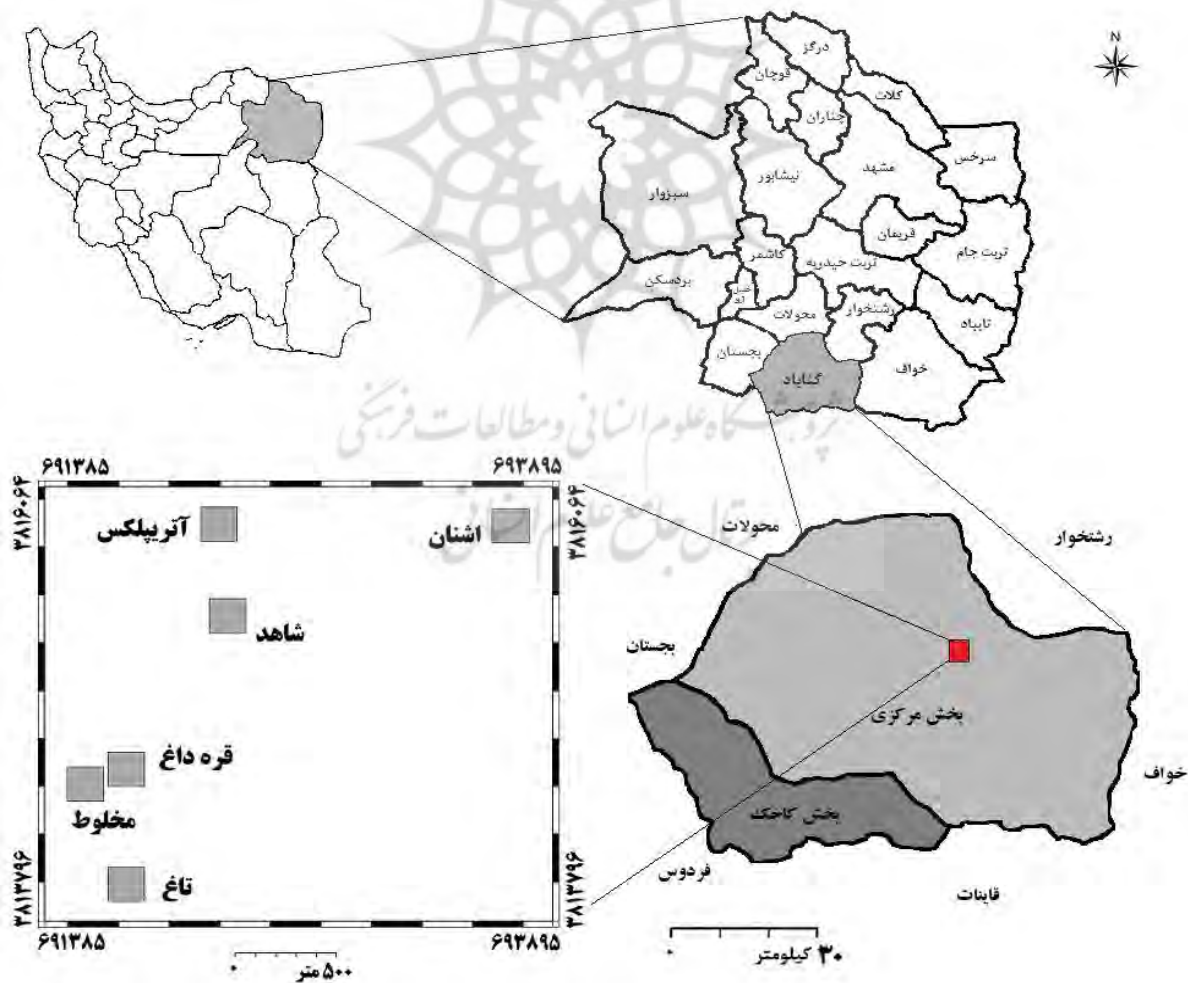 N
درگز
قوچان
کلات
چناران
سرخس
مشهد
نیشابور
سبزوار
فریمان
تربت جام
کاشمر
تربت حیدریه
بردسکن
محولات
رشتخوار
تایباد
بجستان
خواف
گناباد
پژوهشگاه علوم انسانی و مطالعات فرهنگی
پرتال جامع علوم انسانی
۶۹۱۳۸۵
۶۹۳۸۹۵
۳۸۱۶۰۶۴
۳۸۱۶۰۶۴
آتریپلکس
اشنان
شاهد
قره داغ
مخلوط
تاغ
۳۸۱۳۷۹۶
۳۸۱۳۷۹۶
۶۹۱۳۸۵
۶۹۳۸۹۵
۰ ۵۰۰ متر
محولات
رشتخوار
بجستان
بخش مرکزی
خواف
بخش کاخک
فردوس
قاینات
۰ ۳۰ کیلومتر